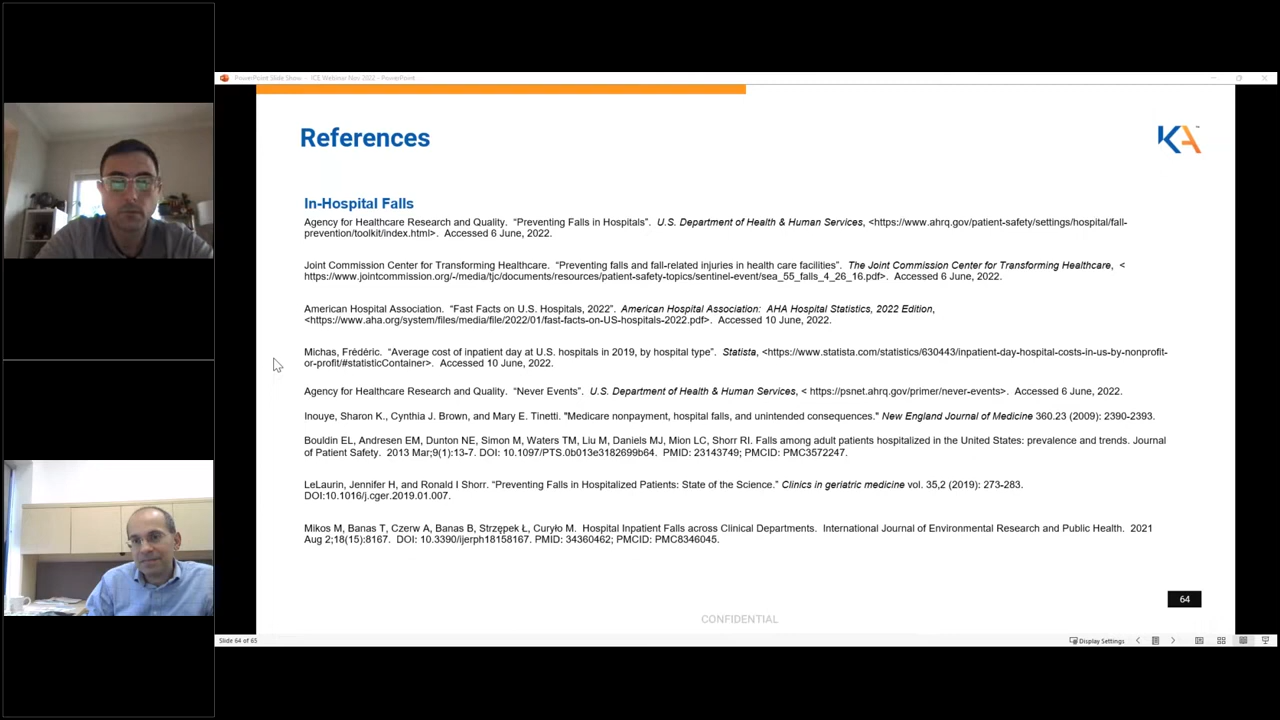 PowerPoint Slide Show - ICE Webinar Nov 2022 - PowerPoint
References
KA™
In-Hospital Falls
Agency for Healthcare Research and Quality. “Preventing Falls in Hospitals”. U.S. Department of Health & Human Services, <https://www.ahrq.gov/patient-safety/settings/hospital/fall-
prevention/toolkit/index.html>. Accessed 6 June, 2022.
Joint Commission Center for Transforming Healthcare. “Preventing falls and fall-related injuries in health care facilities”. The Joint Commission Center for Transforming Healthcare, <
https://www.jointcommission.org/-/media/tjc/documents/resources/patient-safety-topics/sentinel-event/sea_55_falls_4_26_16.pdf>. Accessed 6 June, 2022.
American Hospital Association. “Fast Facts on U.S. Hospitals, 2022”. American Hospital Association: AHA Hospital Statistics, 2022 Edition,
<https://www.aha.org/system/files/media/file/2022/01/fast-facts-on-US-hospitals-2022.pdf>. Accessed 10 June, 2022.
Michas, Frédéric. “Average cost of inpatient day at U.S. hospitals in 2019, by hospital type”. Statista, <https://www.statista.com/statistics/630443/inpatient-day-hospital-costs-in-us-by-nonprofit-
or-profit/#statisticContainer>. Accessed 10 June, 2022.
Agency for Healthcare Research and Quality. “Never Events”. U.S. Department of Health & Human Services, < https://psnet.ahrq.gov/primer/never-events>. Accessed 6 June, 2022.
Inouye, Sharon K., Cynthia J. Brown, and Mary E. Tinetti. "Medicare nonpayment, hospital falls, and unintended consequences." New England Journal of Medicine 360.23 (2009): 2390-2393.
Bouldin EL, Andresen EM, Dunton NE, Simon M, Waters TM, Liu M, Daniels MJ, Mion LC, Shorr RI. Falls among adult patients hospitalized in the United States: prevalence and trends. Journal
of Patient Safety. 2013 Mar;9(1):13-7. DOI: 10.1097/PTS.0b013e3182699b64. PMID: 23143749; PMCID: PMC3572247.
LeLaurin, Jennifer H, and Ronald I Shorr. “Preventing Falls in Hospitalized Patients: State of the Science.” Clinics in geriatric medicine vol. 35,2 (2019): 273-283.
DOI:10.1016/j.cger.2019.01.007.
Mikos M, Banas T, Czerw A, Banas B, Strzępek Ł, Curyło M. Hospital Inpatient Falls across Clinical Departments. International Journal of Environmental Research and Public Health. 2021
Aug 2;18(15):8167. DOI: 10.3390/ijerph18158167. PMID: 34360462; PMCID: PMC8346045.
64
CONFIDENTIAL
Slide 64 of 65
Display Settings